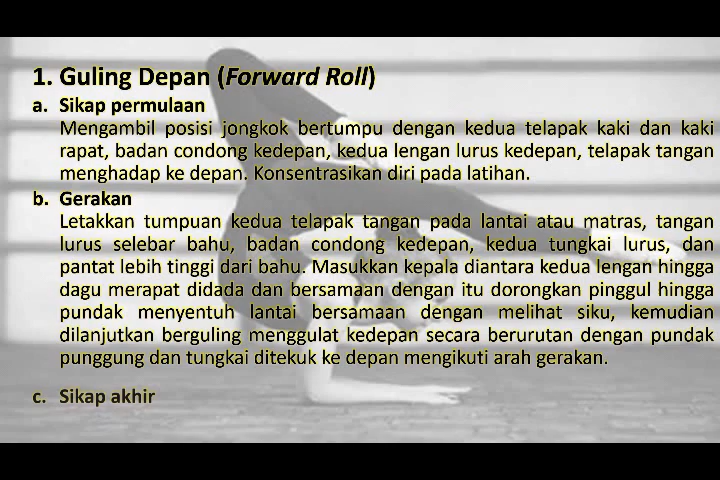 1. Guling Depan (Forward Roll)
a. Sikap permulaan
Mengambil posisi jongkok bertumpu dengan kedua telapak kaki dan kaki
rapat, badan condong kedepan, kedua lengan lurus kedepan, telapak tangan
menghadap ke depan. Konsentrasikan diri pada latihan.
b. Gerakan
Letakkan tumpuan kedua telapak tangan pada lantai atau matras, tangan
lurus selebar bahu, badan condong kedepan, kedua tungkai lurus, dan
pantat lebih tinggi dari bahu. Masukkan kepala diantara kedua lengan hingga
dagu merapat didada dan bersamaan dengan itu dorongkan pinggul hingga
pundak menyentuh lantai bersamaan dengan melihat siku, kemudian
dilanjutkan berguling menggulat kedepan secara berurutan dengan pundak
punggung dan tungkai ditekuk ke depan mengikuti arah gerakan.
c. Sikap akhir